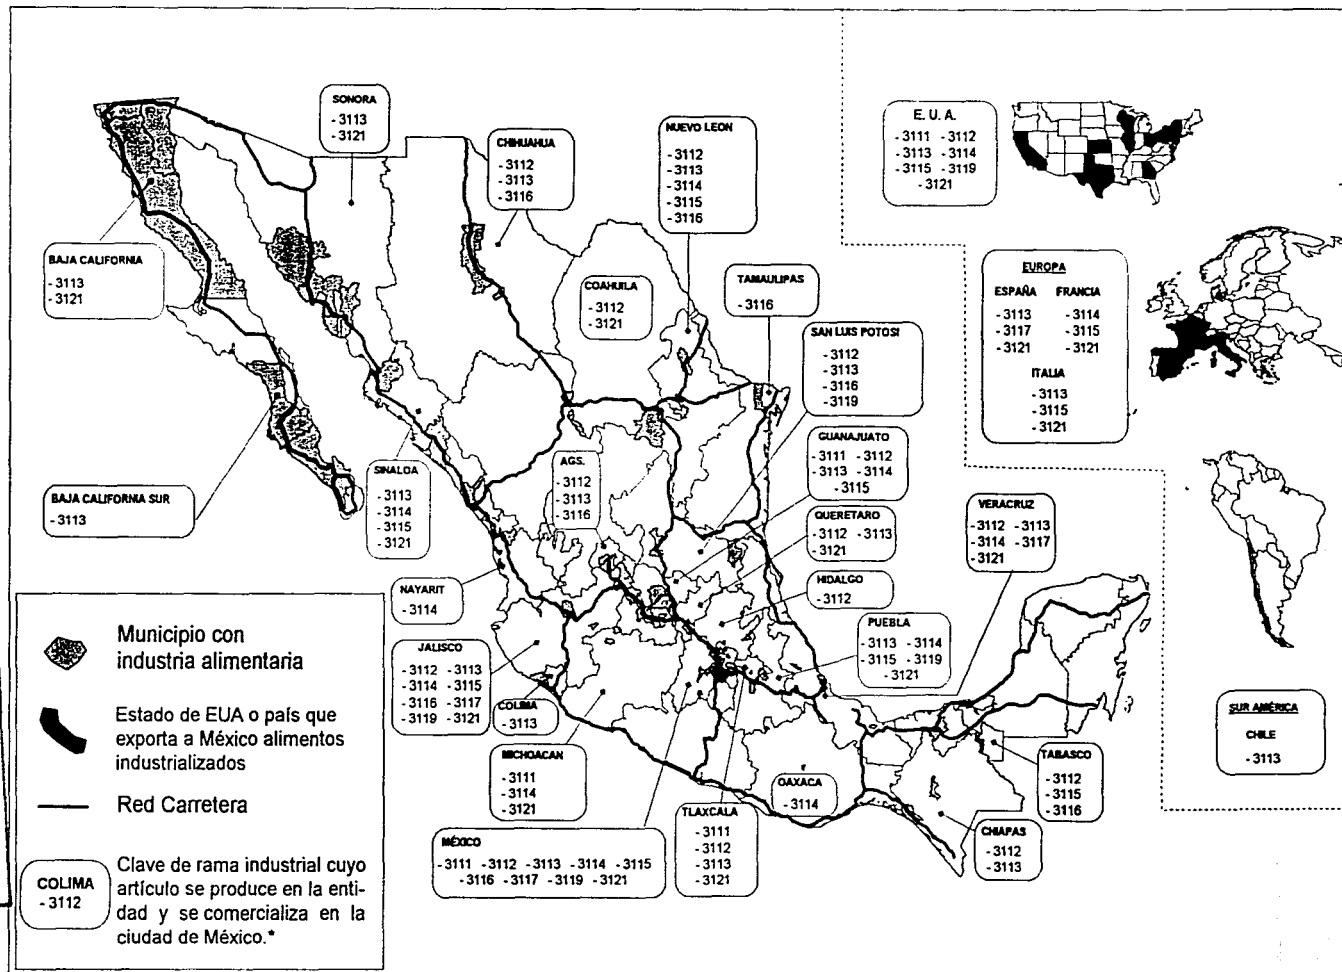 SONORA
- 3113
- 3121
CHIHUAHUA
- 3112
- 3113
- 3116
NUEVO LEON
- 3112
- 3113
- 3114
- 3115
- 3116
E. U. A.
- 3111 - 3112
- 3113 - 3114
- 3115 - 3119
- 3121
BAJA CALIFORNIA
- 3113
- 3121
COAHUILA
- 3112
- 3121
TAMAULIPAS
- 3116
EUROPA
ESPAÑA FRANCIA
- 3113 - 3114
- 3117 - 3115
- 3121 - 3121
ITALIA
- 3113
- 3115
- 3121
SAN LUIS POTOSI
- 3112
- 3113
- 3116
- 3119
GUANAJUATO
- 3111 - 3112
- 3113 - 3114
- 3115
BAJA CALIFORNIA SUR
- 3113
SINALOA
- 3113
- 3114
- 3115
- 3121
AGS.
- 3112
- 3113
- 3116
QUERETARO
- 3112 - 3113
- 3121
VERACRUZ
- 3112 - 3113
- 3114 - 3117
- 3121
HIDALGO
- 3112
NAYARIT
- 3114
PUEBLA
- 3113 - 3114
- 3115 - 3119
- 3121
JALISCO
- 3112 - 3113
- 3114 - 3115
- 3116 - 3117
- 3119 - 3121
COLIMA
- 3113
MICHOACAN
- 3111
- 3114
- 3121
OAXACA
- 3114
TABASCO
- 3112
- 3115
- 3116
SUR AMÉRICA
CHILE
- 3113
TLAXCALA
- 3111
- 3112
- 3113
- 3121
CHIAPAS
- 3112
- 3113
MÉXICO
- 3111 - 3112 - 3113 - 3114 - 3115
- 3116 - 3117 - 3119 - 3121
Municipio con
industria alimentaria
Estado de EUA o país que
exporta a México alimentos
industrializados
Red Carretera
COLIMA
- 3112
Clave de rama industrial cuyo
artículo se produce en la enti-
dad y se comercializa en la
ciudad de México.*